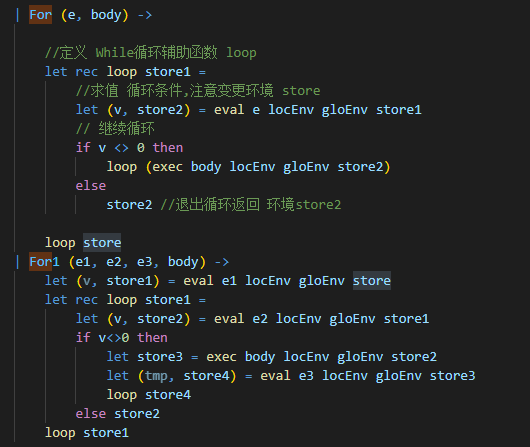 | For (e, body) ->
//定义 While循环辅助函数 loop
let rec loop store1 =
//求值 循环条件,注意变更环境 store
let (v, store2) = eval e locEnv gloEnv store1
// 继续循环
if v <> 0 then
loop (exec body locEnv gloEnv store2)
else
store2 //退出循环返回 环境store2
loop store
| For1 (e1, e2, e3, body) ->
let (v, store1) = eval e1 locEnv gloEnv store
let rec loop store1 =
let (v, store2) = eval e2 locEnv gloEnv store1
if v<>0 then
let store3 = exec body locEnv gloEnv store2
let (tmp, store4) = eval e3 locEnv gloEnv store3
loop store4
else store2
loop store1